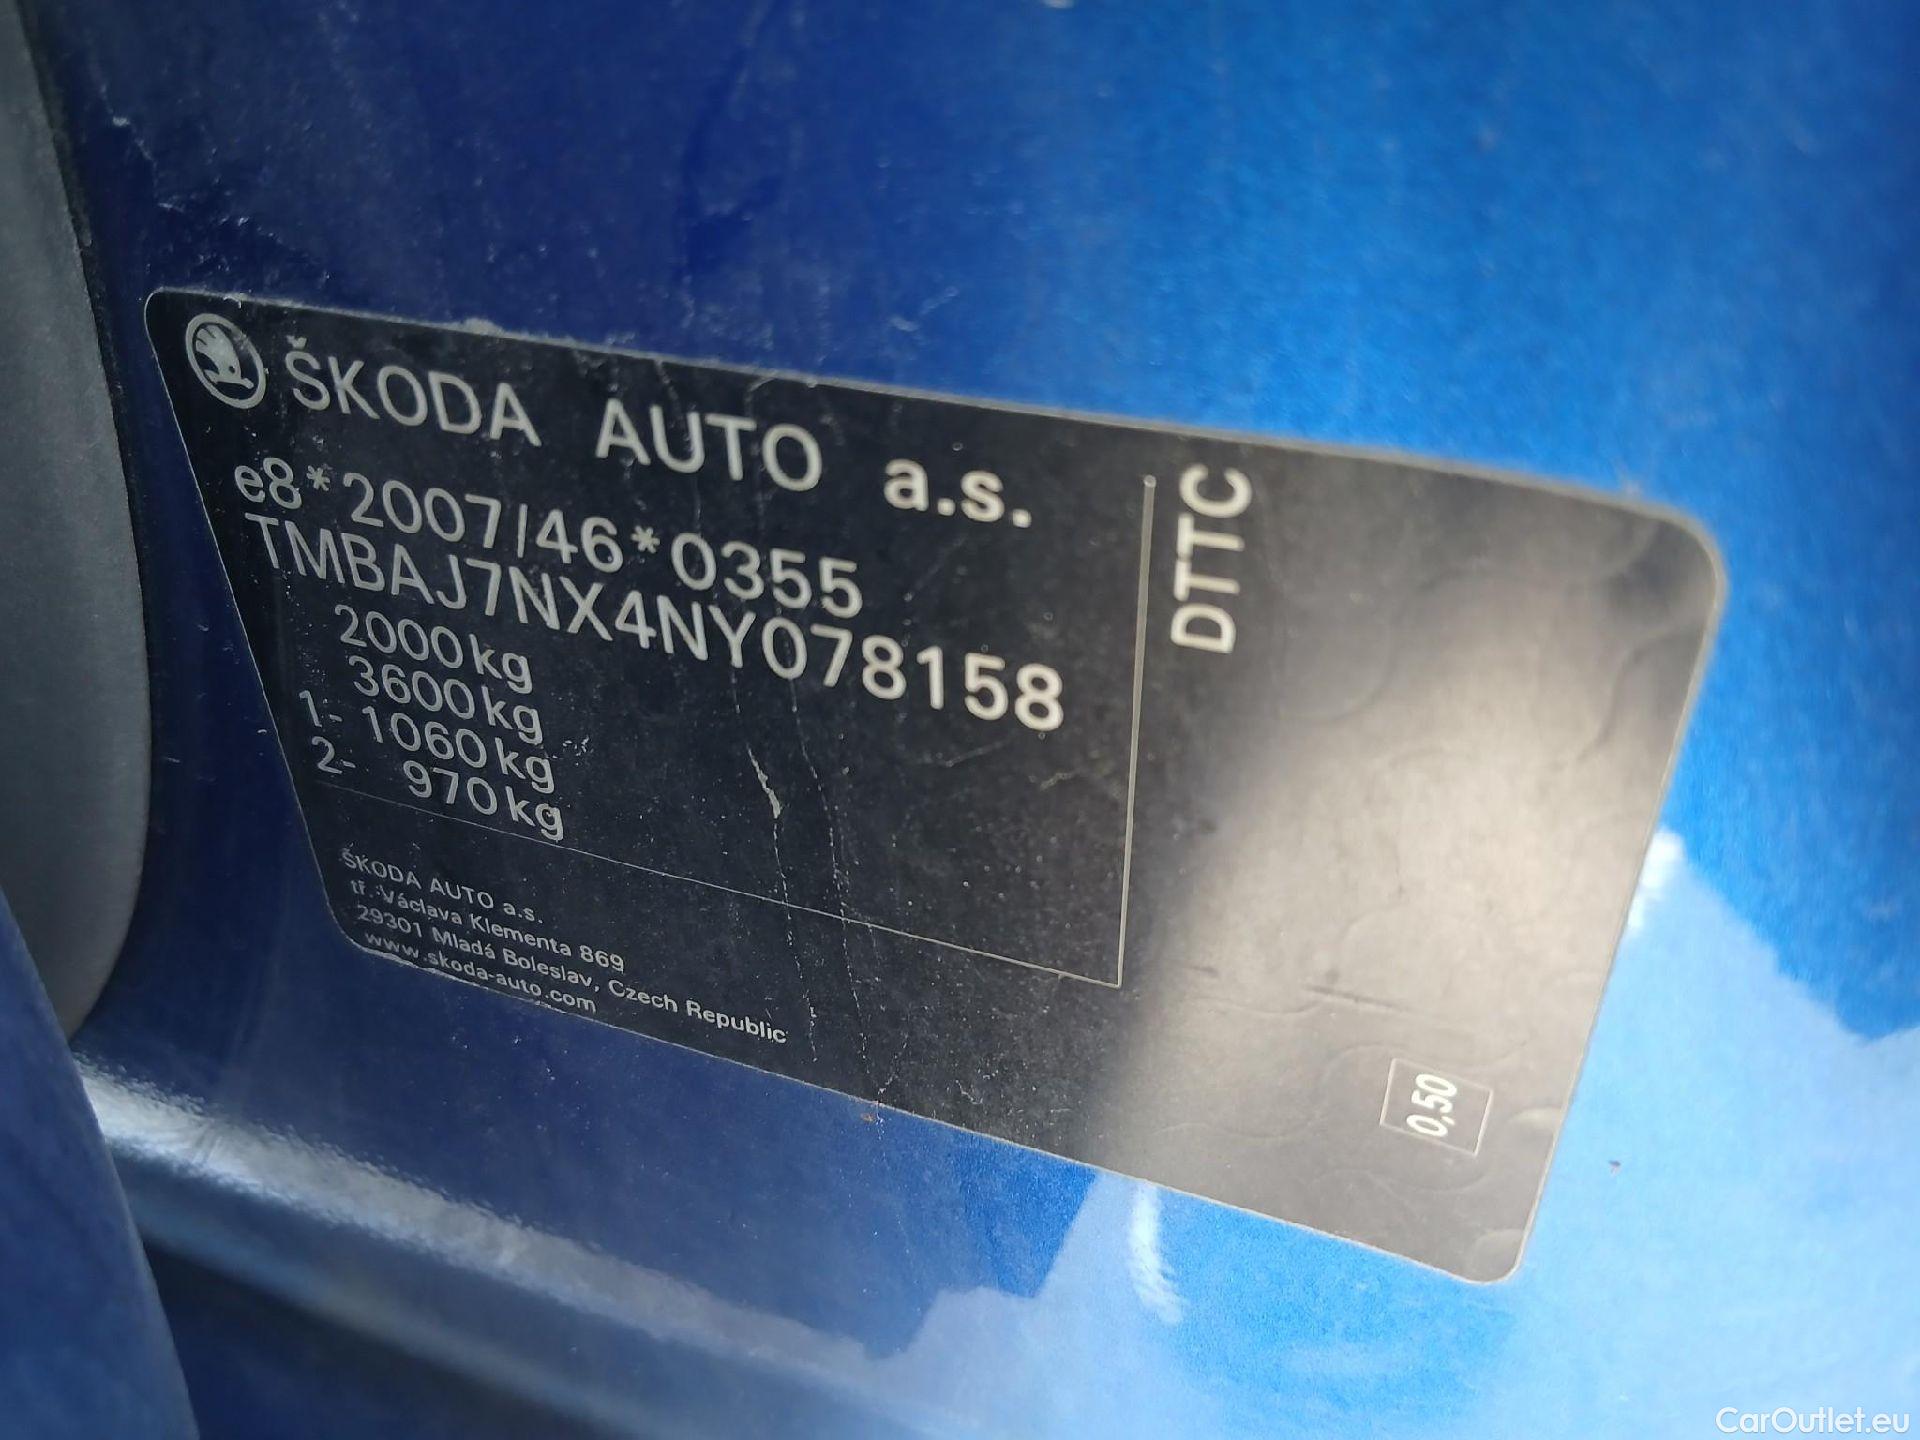 ŠKODA AUTO a.s.
e8*2007/46*0355
TMBAJ7NX4NY078158
2000kg
3600kg
1- 1060kg
2- 970kg
ŠKODA AUTO a.s.
tř. Václava Klementa 869
29301 Mladá Boleslav, Czech Republic
www.skoda-auto.com
DTTC
0,50
CarOutlet.eu